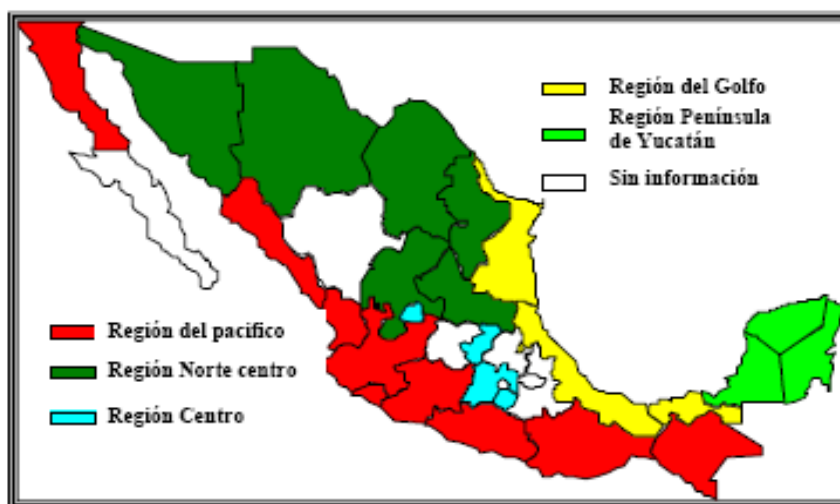 Región del Golfo
Región Península
de Yucatán
Sin información
Región del pacifico
Región Norte centro
Región Centro